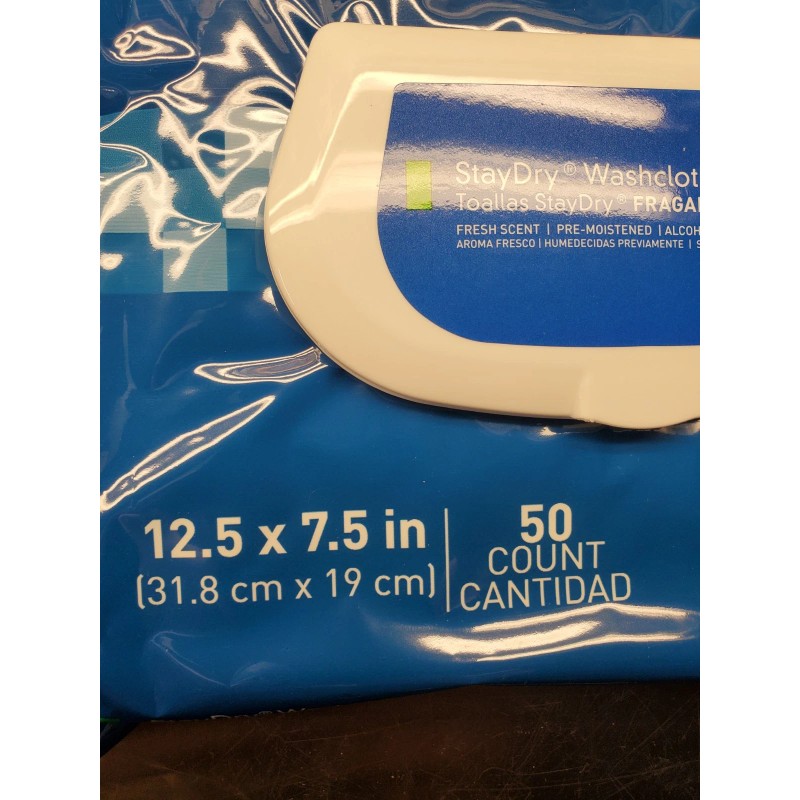 StayDry® Washclot
Toallas StayDry® FRAGA
FRESH SCENT | PRE-MOISTENED | ALCOH
AROMA FRESCO | HUMEDECIDAS PREVIAMENTE | S
12.5 x 7.5 in
(31.8 cm x 19 cm)
50
COUNT
CANTIDAD